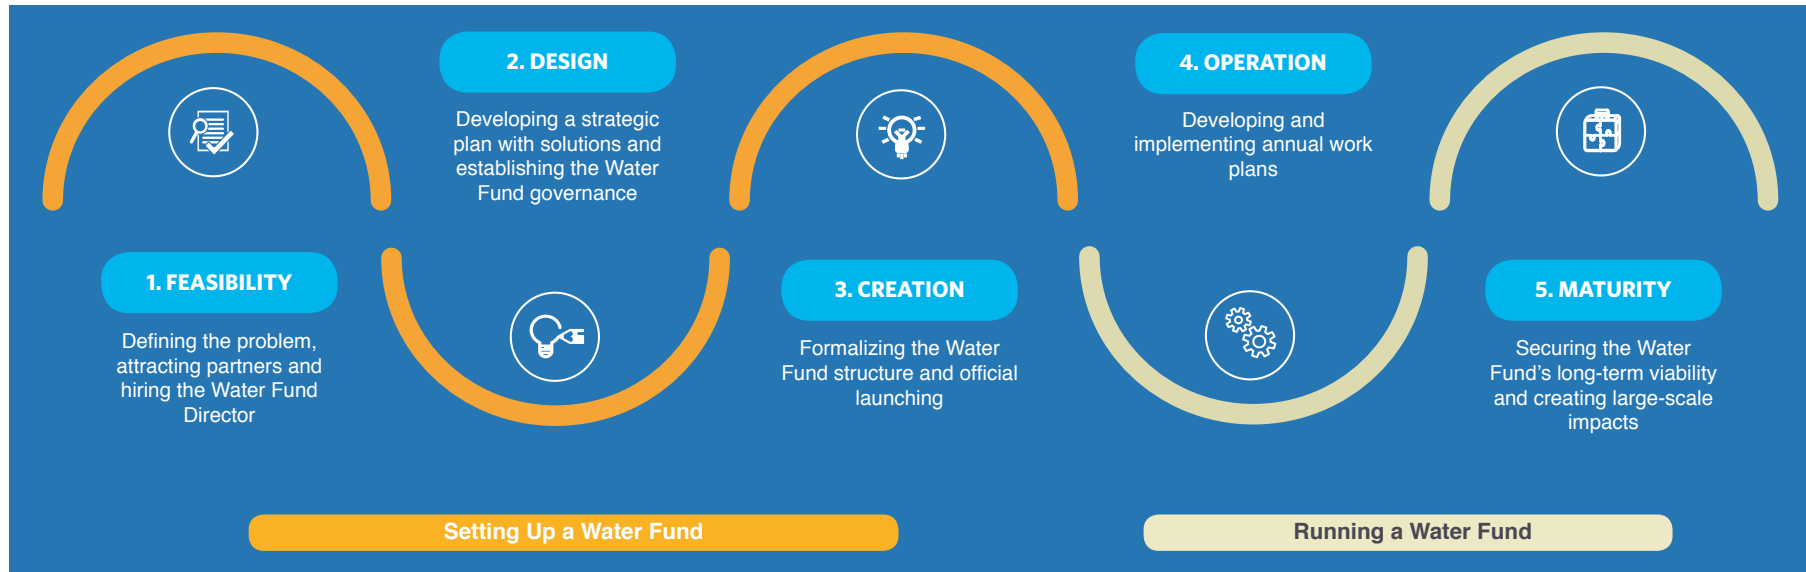 1. FEASIBILITY
Defining the problem,
attracting partners and
hiring the Water Fund
Director
2. DESIGN
Developing a strategic
plan with solutions and
establishing the Water
Fund governance
3. CREATION
Formalizing the Water
Fund structure and official
launching
4. OPERATION
Developing and
implementing annual work
plans
5. MATURITY
Securing the Water
Fund’s long-term viability
and creating large-scale
impacts
Setting Up a Water Fund
Running a Water Fund